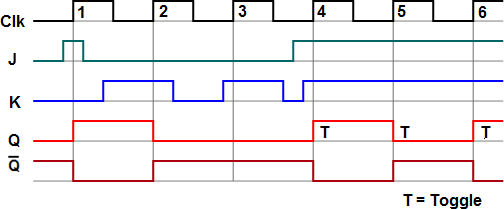 Clk 1 2 3 4 5 6
J
K
Q T T T
Q̅
T = Toggle